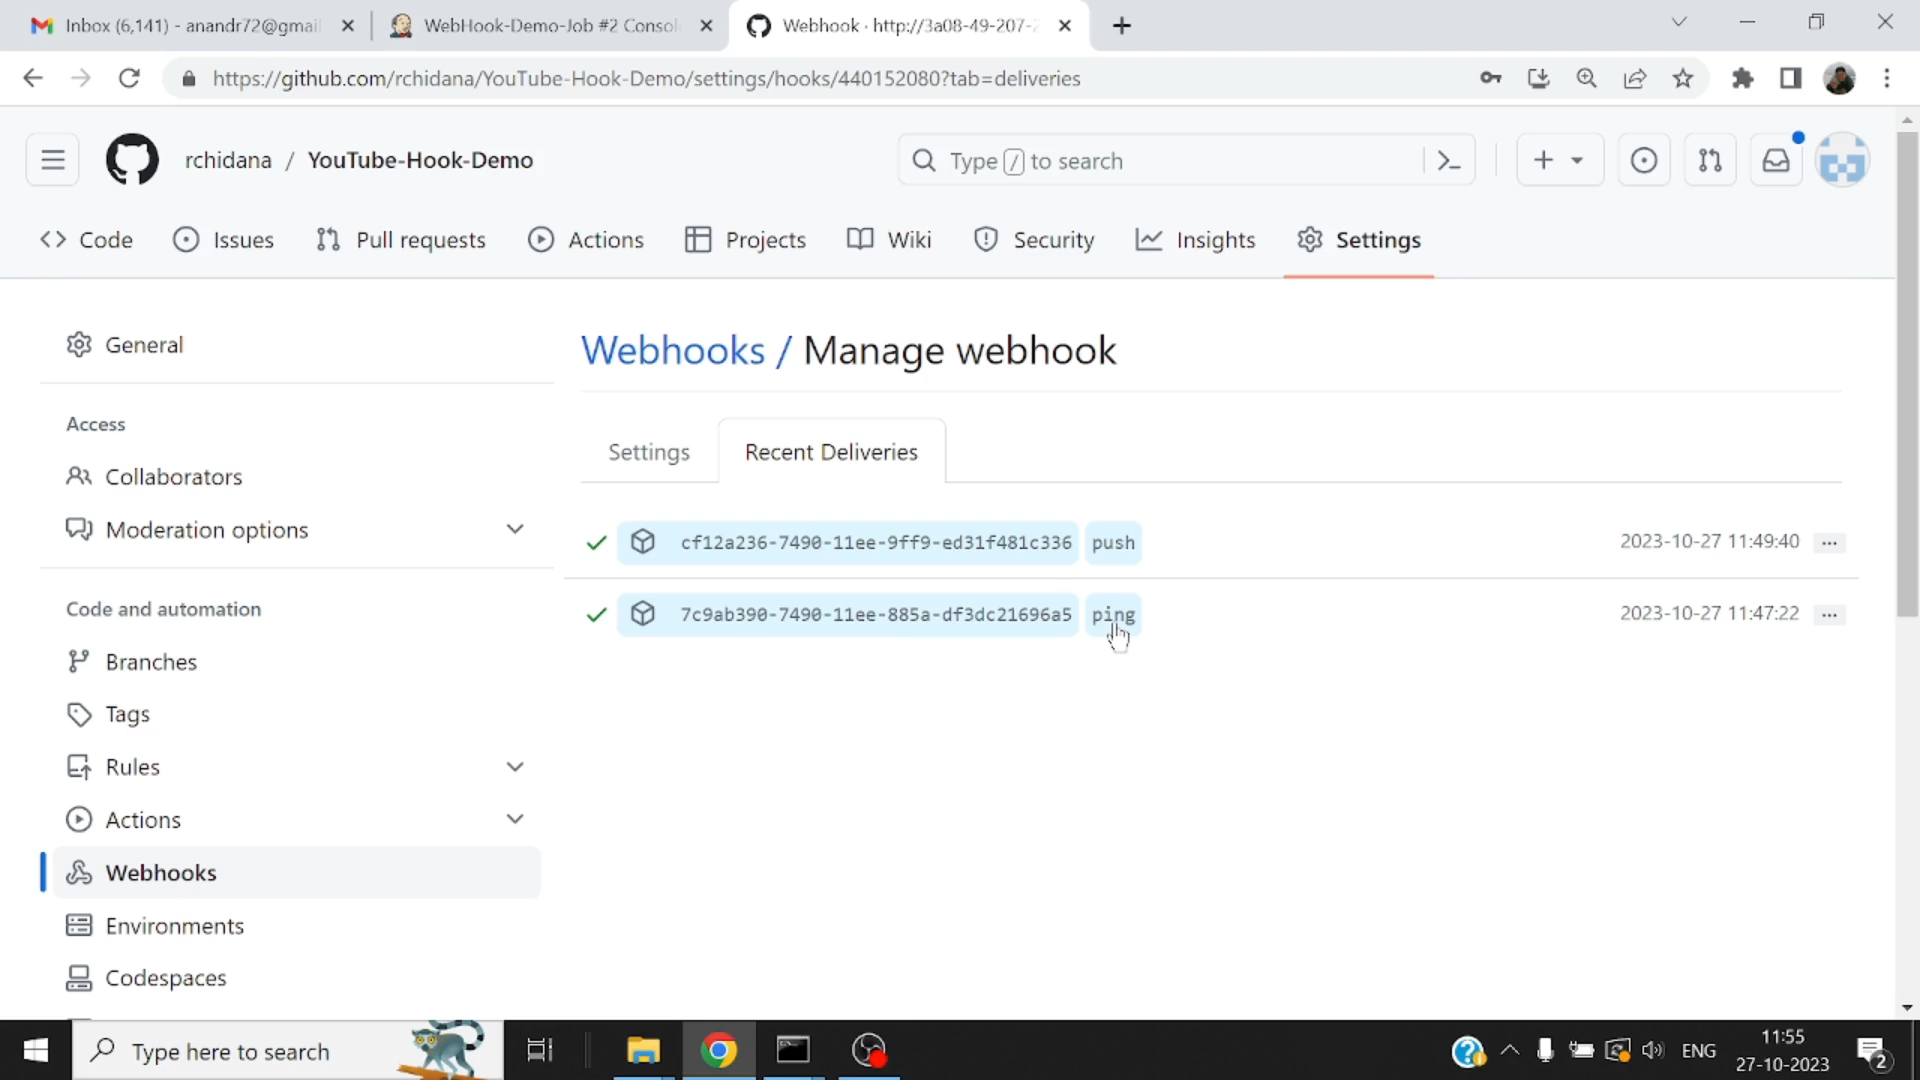 Inbox (6,141) - anandr72@gmail
WebHook-Demo-Job #2 Consol
Webhook · http://3a08-49-207-2
https://github.com/rchidana/YouTube-Hook-Demo/settings/hooks/440152080?tab=deliveries
rchidana / YouTube-Hook-Demo
Type / to search
Code
Issues
Pull requests
Actions
Projects
Wiki
Security
Insights
Settings
General
Access
Collaborators
Moderation options
Code and automation
Branches
Tags
Rules
Actions
Webhooks
Environments
Codespaces
Webhooks / Manage webhook
Settings
Recent Deliveries
cf12a236-7490-11ee-9ff9-ed31f481c336 push
2023-10-27 11:49:40 ...
7c9ab390-7490-11ee-885a-df3dc21696a5 ping
2023-10-27 11:47:22 ...
Type here to search
ENG
11:55
27-10-2023
2